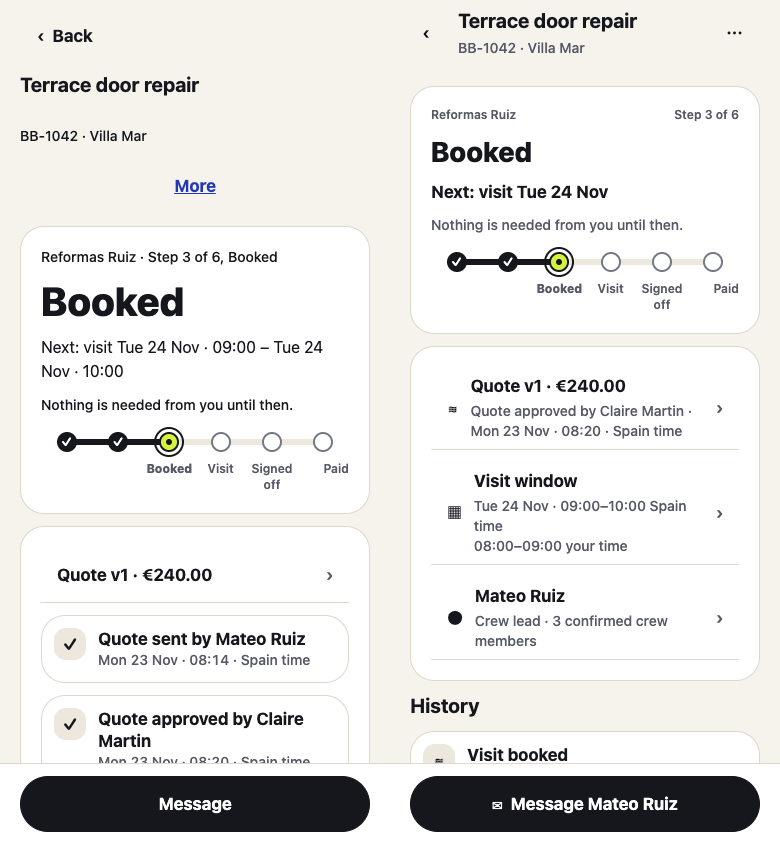 ‹ Back
Terrace door repair
BB-1042 · Villa Mar
More
Reformas Ruiz · Step 3 of 6, Booked
Booked
Next: visit Tue 24 Nov · 09:00 – Tue 24
Nov · 10:00
Nothing is needed from you until then.
Booked Visit Signed Paid
off
Quote v1 · €240.00 ›
Quote sent by Mateo Ruiz
Mon 23 Nov · 08:14 · Spain time
Quote approved by Claire
Martin
Mon 23 Nov · 08:20 · Spain time
Message
‹ Terrace door repair ...
BB-1042 · Villa Mar
Reformas Ruiz Step 3 of 6
Booked
Next: visit Tue 24 Nov
Nothing is needed from you until then.
Booked Visit Signed Paid
off
Quote v1 · €240.00
Quote approved by Claire Martin · ›
Mon 23 Nov · 08:20 · Spain time
Visit window
Tue 24 Nov · 09:00–10:00 Spain ›
time
08:00–09:00 your time
Mateo Ruiz
Crew lead · 3 confirmed crew ›
members
History
Visit booked
✉ Message Mateo Ruiz